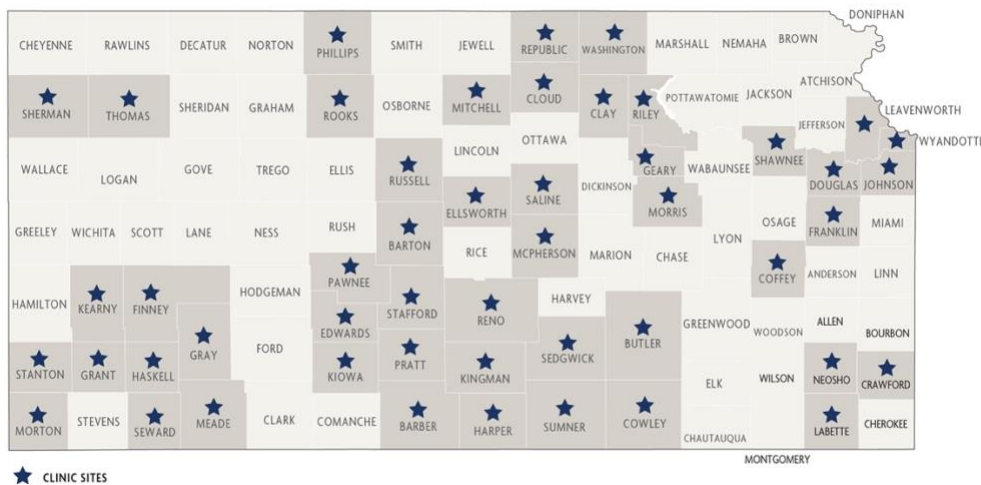 DONIPHAN
CHEYENNE RAWLINS DECATUR NORTON PHILLIPS SMITH JEWELL REPUBLIC WASHINGTON MARSHALL NEMAHA BROWN
SHERMAN THOMAS SHERIDAN GRAHAM ROOKS OSBORNE MITCHELL CLOUD CLAY RILEY POTTAWATOMIE JACKSON ATCHISON
JEFFERSON LEAVENWORTH
WYANDOTT
WALLACE LOGAN GOVE TREGO ELLIS RUSSELL LINCOLN OTTAWA DICKINSON GEARY WABAUNSEE SHAWNEE DOUGLAS JOHNSON
ELLSWORTH SALINE MORRIS
GREELEY WICHITA SCOTT LANE NESS RUSH BARTON RICE MCPHERSON MARION CHASE LYON OSAGE FRANKLIN MIAMI
HAMILTON KEARNY FINNEY HODGEMAN PAWNEE STAFFORD RENO HARVEY COFFEY ANDERSON LINN
GRAY FORD EDWARDS SEDGWICK BUTLER GREENWOOD WOODSON ALLEN BOURBON
STANTON GRANT HASKELL KIOWA PRATT KINGMAN ELK WILSON NEOSHO CRAWFORD
MORTON STEVENS SEWARD MEADE CLARK COMANCHE BARBER HARPER SUMNER COWLEY CHAUTAUQUA LABETTE CHEROKEE
MONTGOMERY
CLINIC SITES